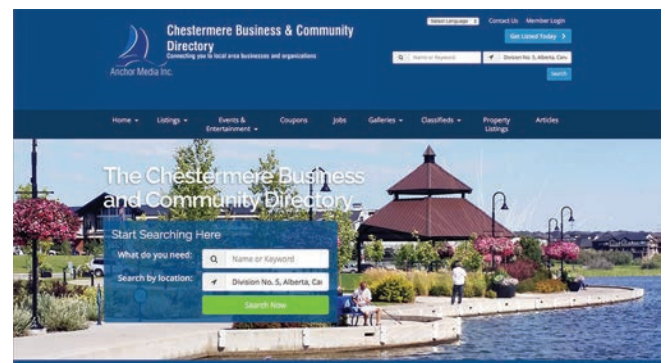 Select Language
Contact Us
Member Login
Chestermere Business & Community
Directory
Connecting you to local area businesses and organizations
Anchor Media Inc.
Get Listed Today
Name or Keyword
Division No. 5, Alberta, Can
Search
Home
Listings
Events &
Entertainment
Coupons
Jobs
Galleries
Classifieds
Property
Listings
Articles
The Chestermere Business
and Community Directory
Start Searching Here
What do you need:
Name or Keyword
Search by location:
Division No. 5, Alberta, Can
Search Now